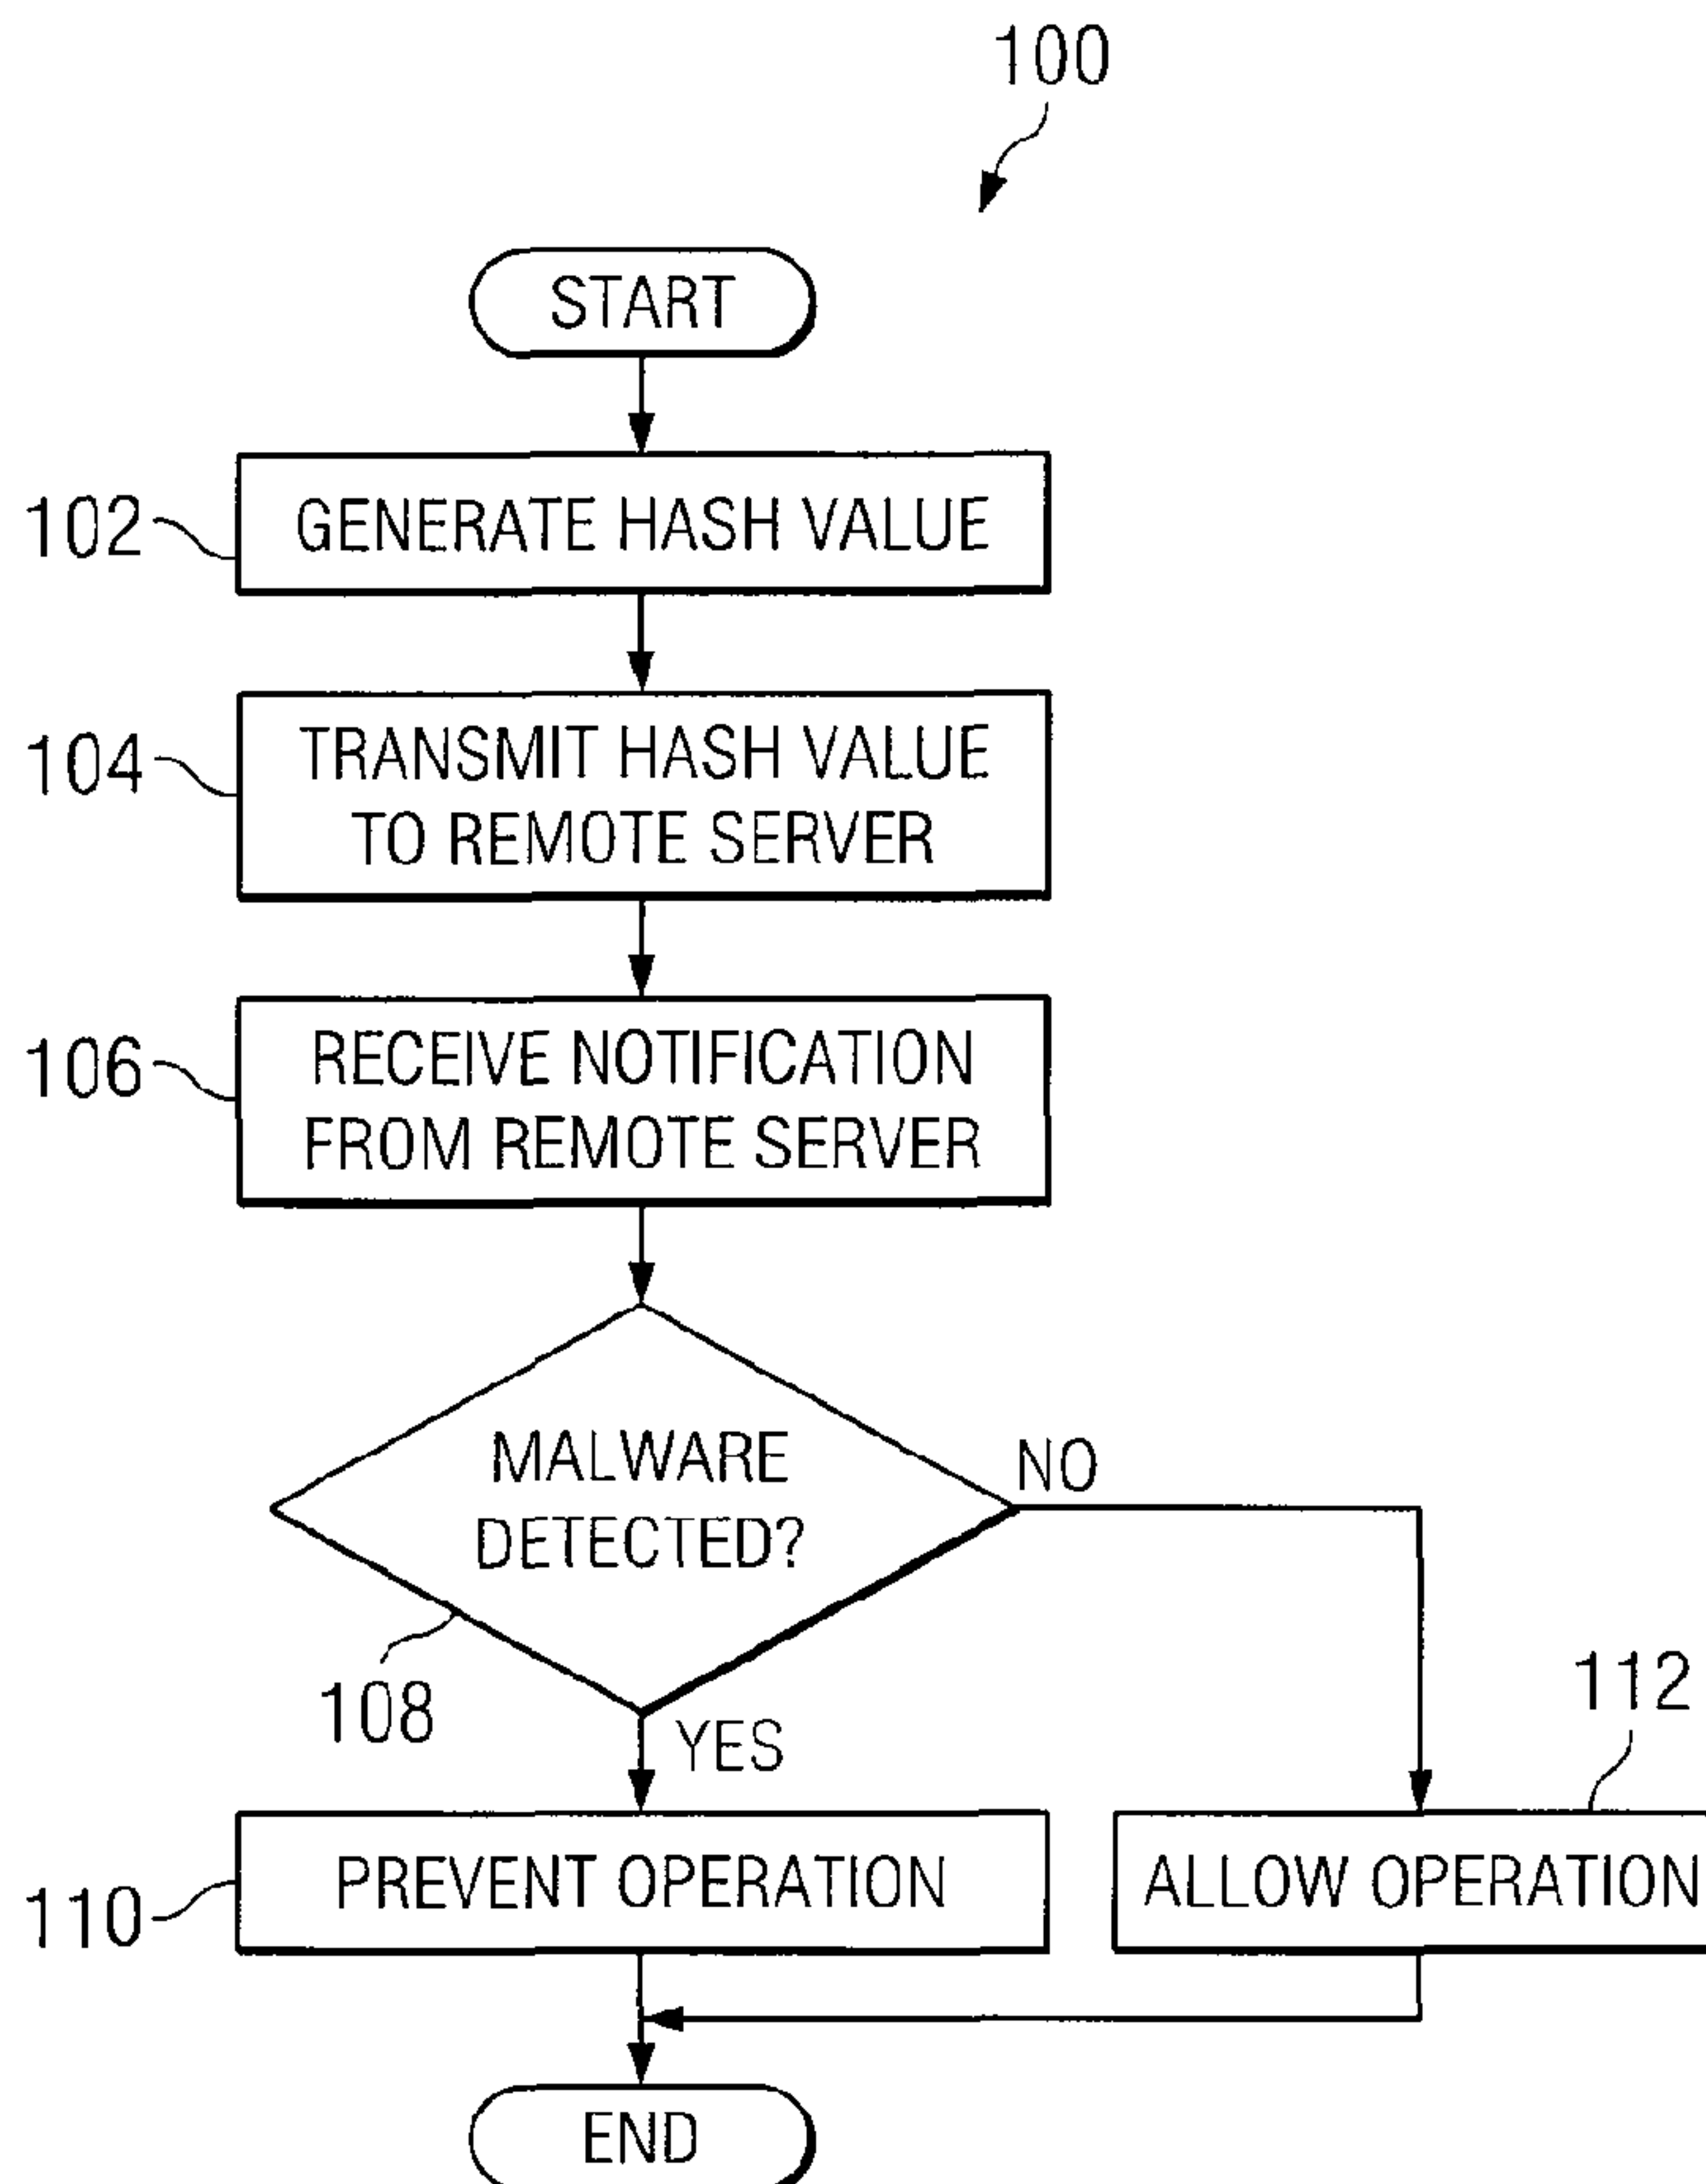 100
START
102
GENERATE HASH VALUE
104
TRANSMIT HASH VALUE
TO REMOTE SERVER
106
RECEIVE NOTIFICATION
FROM REMOTE SERVER
MALWARE
DETECTED?
NO
108
YES
112
110
PREVENT OPERATION
ALLOW OPERATION
END